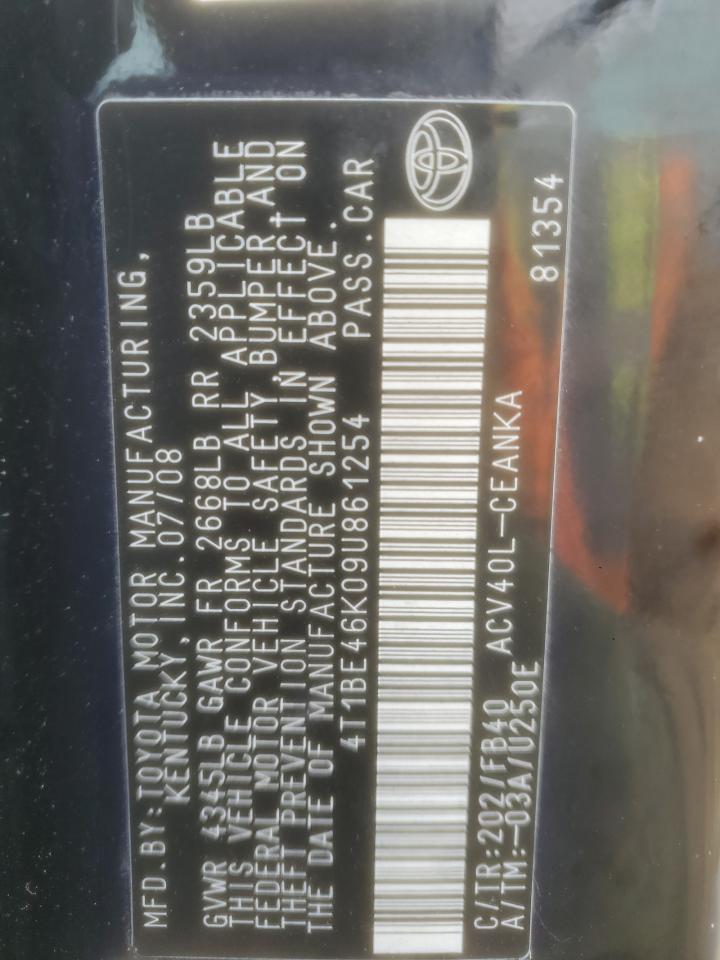 MFD.BY:TOYOTA MOTOR MANUFACTURING,
KENTUCKY,INC.07/08
GVWR 4345LB GAWR FR 2668LB RR 2359LB
THIS VEHICLE CONFORMS TO ALL APPLICABLE
FEDERAL MOTOR VEHICLE SAFETY,BUMPER AND
THEFT PREVENTION STANDARDS IN EFFECT ON
THE DATE OF MANUFACTURE SHOWN ABOVE.
4T1BE46K09U861254 PASS.CAR
C/TR:202/FB40 ACV40L-CEANKA
A/TM:-03A/U250E 81354